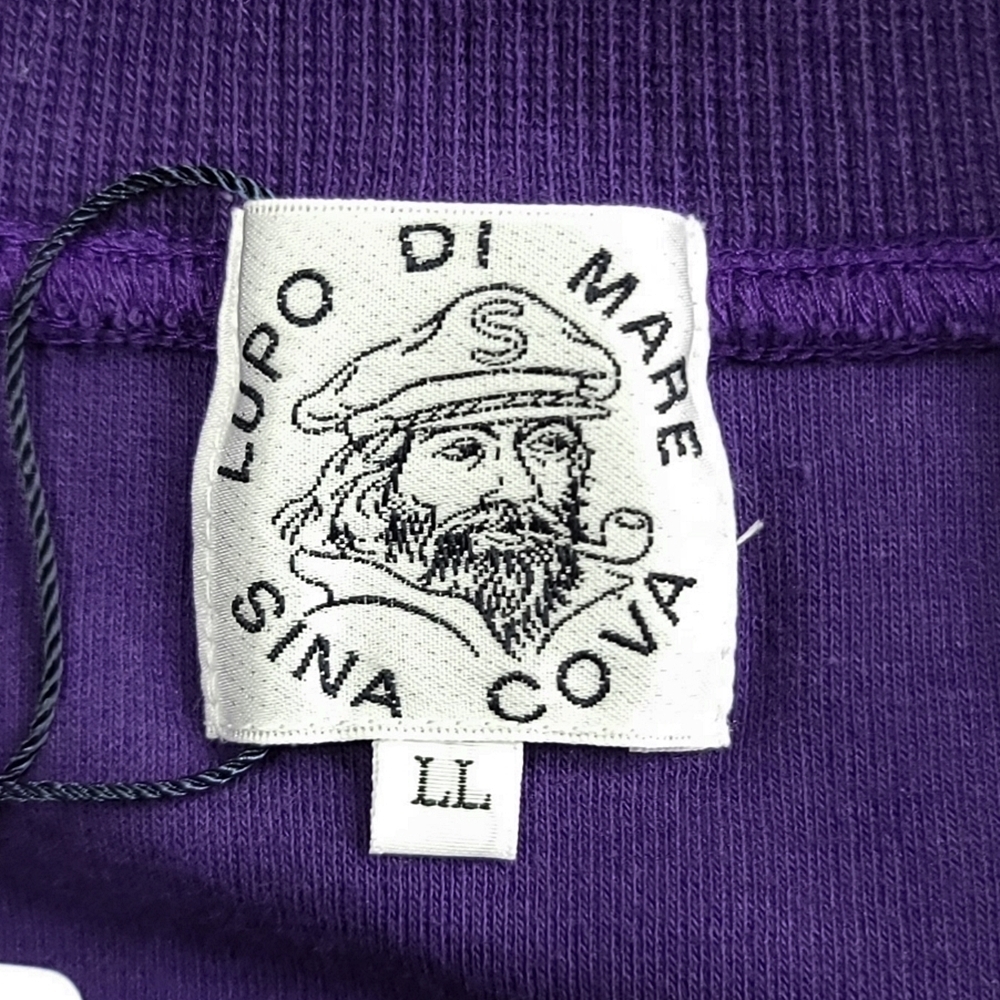 LUPO DI MARE
S
SINA COVA
LL